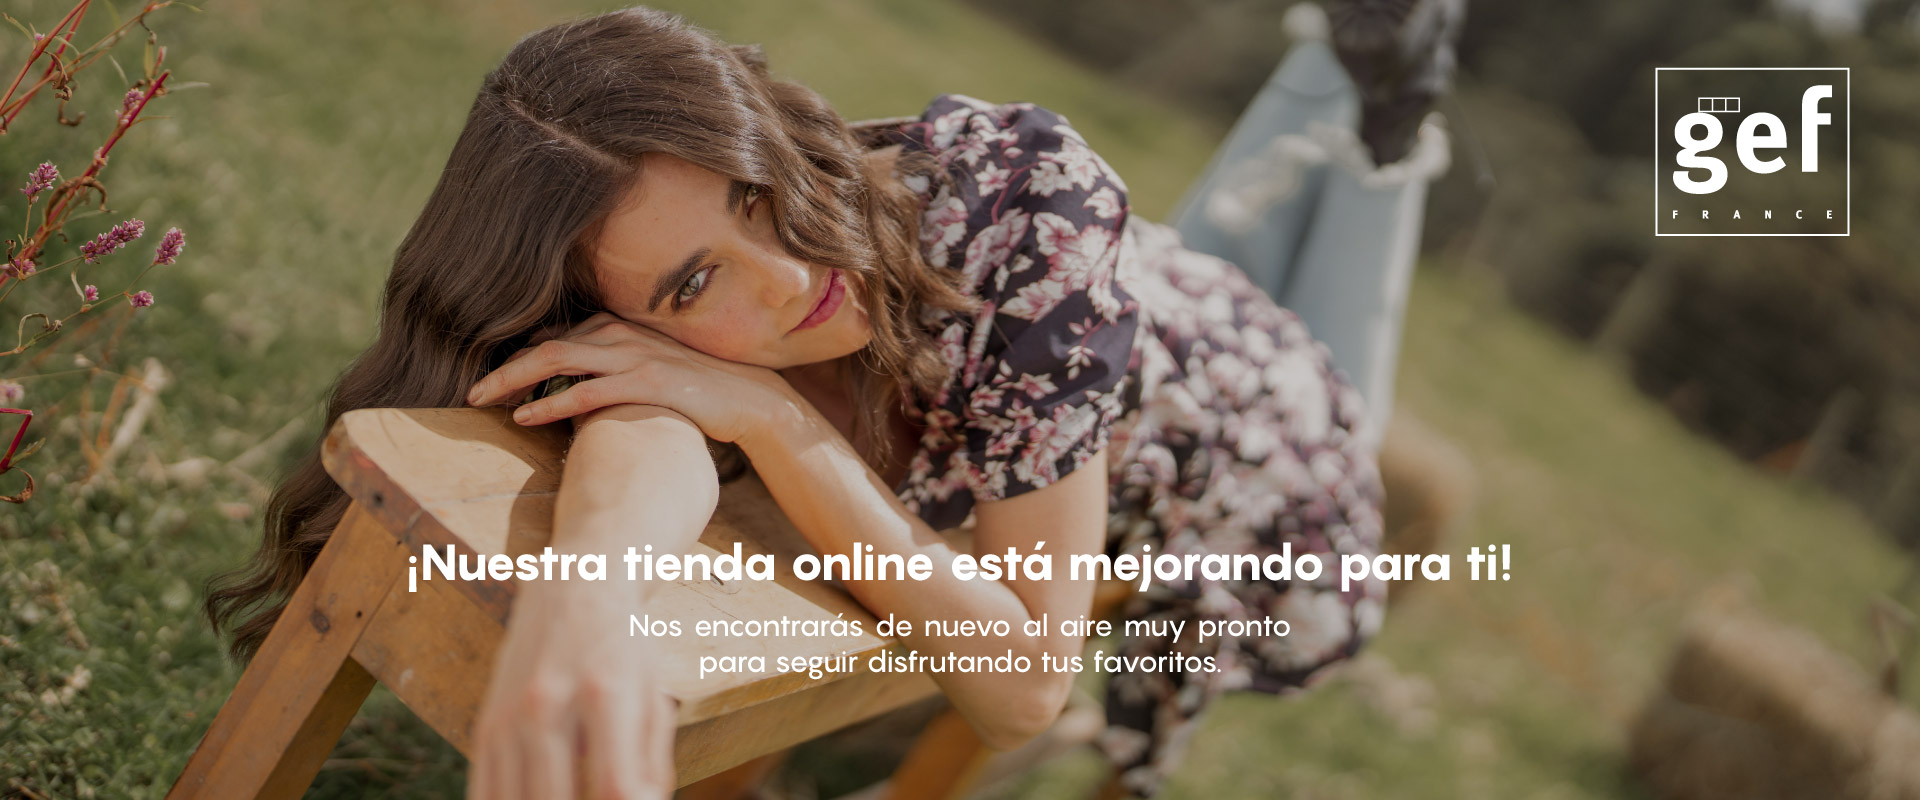 gef
FRANCE
¡Nuestra tienda online está mejorando para ti!
Nos encontrarás de nuevo al aire muy pronto
para seguir disfrutando tus favoritos.